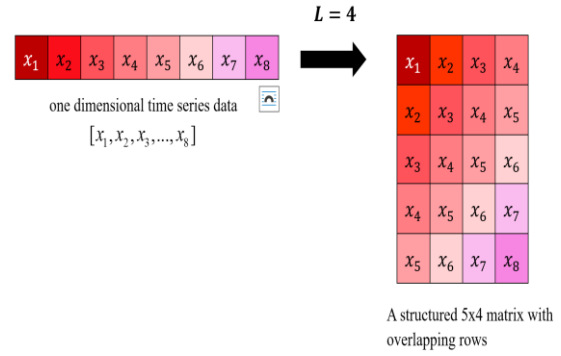 L = 4
x₁ x₂ x₃ x₄ x₅ x₆ x₇ x₈
one dimensional time series data
[x₁,x₂,x₃,...,x₈]
x₁ x₂ x₃ x₄
x₂ x₃ x₄ x₅
x₃ x₄ x₅ x₆
x₄ x₅ x₆ x₇
x₅ x₆ x₇ x₈
A structured 5x4 matrix with
overlapping rows